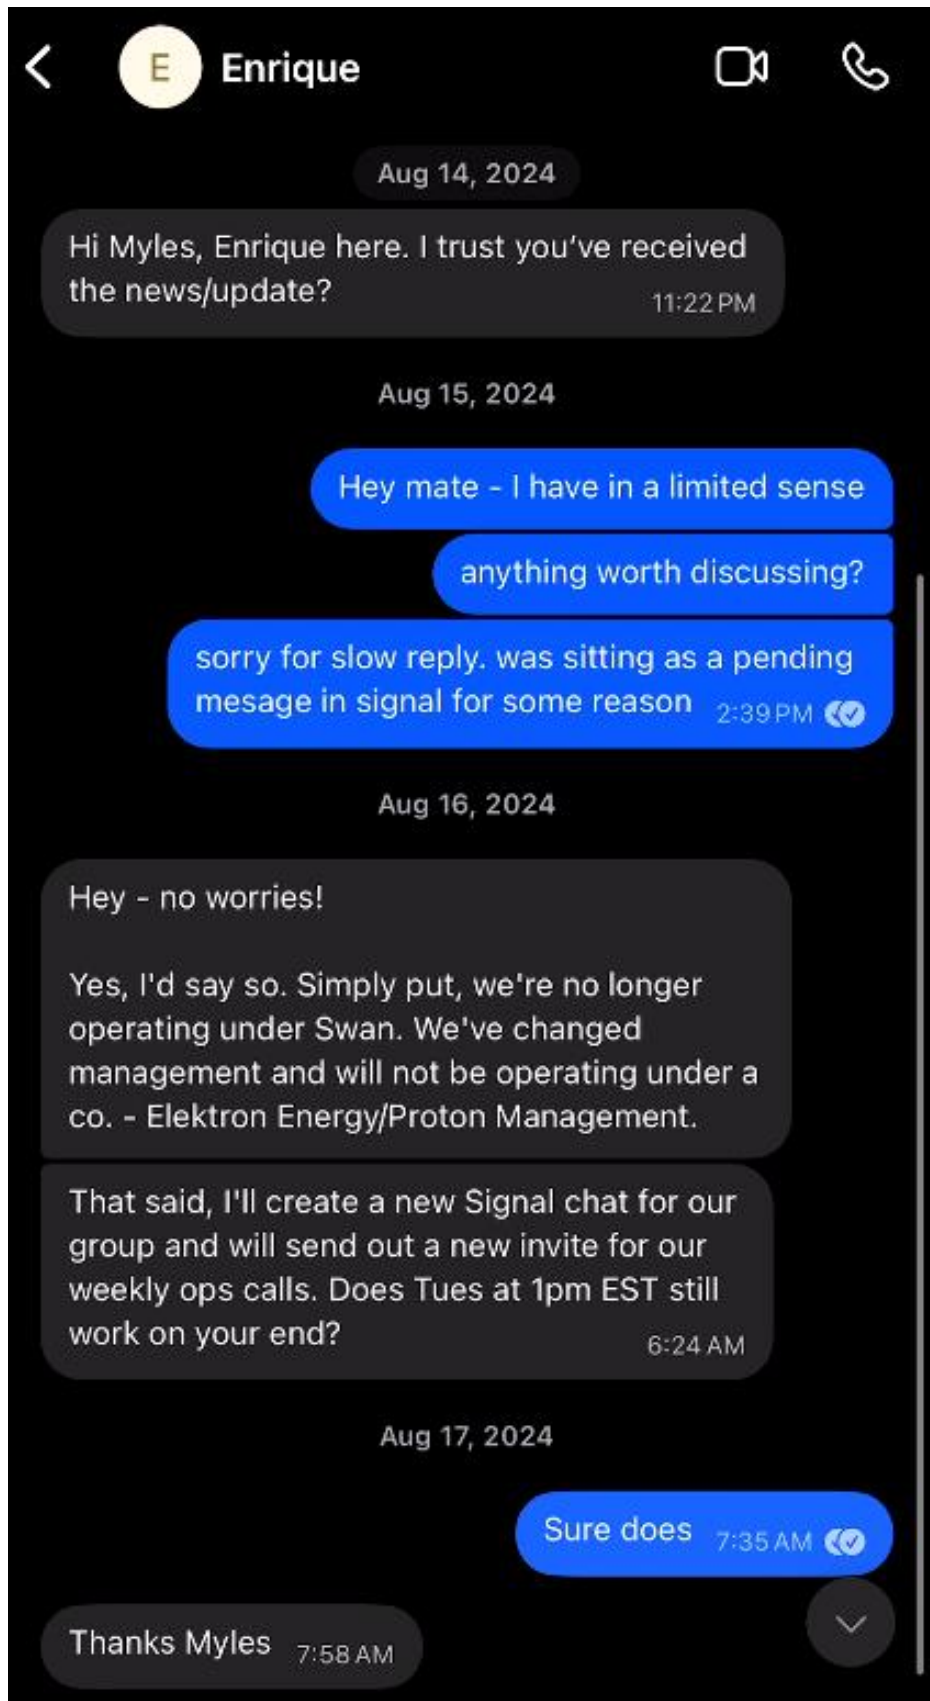 E
Enrique
Aug 14, 2024
Hi Myles, Enrique here. I trust you've received
the news/update?
11:22 PM
Aug 15, 2024
Hey mate - I have in a limited sense
anything worth discussing?
sorry for slow reply. was sitting as a pending
mesage in signal for some reason
2:39 PM
Aug 16, 2024
Hey - no worries!
Yes, I'd say so. Simply put, we're no longer
operating under Swan. We've changed
management and will not be operating under a
co. - Elektron Energy/Proton Management.
That said, I'll create a new Signal chat for our
group and will send out a new invite for our
weekly ops calls. Does Tues at 1pm EST still
work on your end?
6:24 AM
Aug 17, 2024
Sure does
7:35 AM
Thanks Myles
7:58 AM